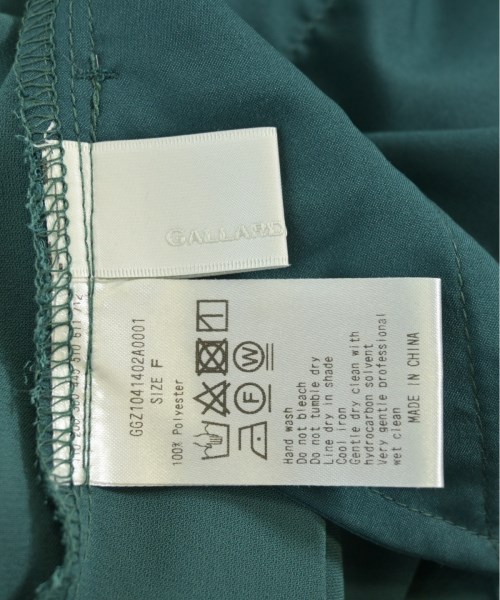 GALLARD
GGZ1041402A0001
SIZE F
100% Polyester
W
F
Hand wash
Do not bleach
Do not tumble dry
Line dry in shade
Cool iron
Gentle dry clean with
hydrocarbon solvent
Very gentle professional
wet clean
MADE IN CHINA